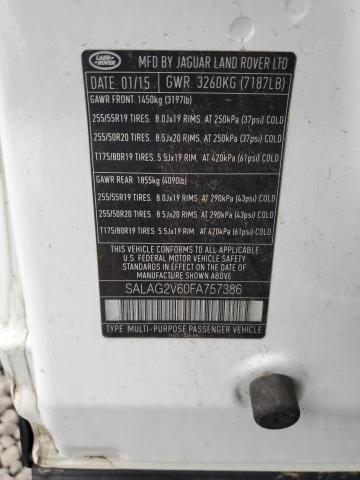 LAND ROVER
MFD BY JAGUAR LAND ROVER LTD
DATE: 01/15 GWR: 3260KG (7187LB)
GAWR FRONT: 1450kg (3197lb)
255/55R19 TIRES. 8.0Jx19 RIMS. AT 250kPa (37psi) COLD
255/50R20 TIRES. 8.5Jx20 RIMS. AT 250kPa (37psi) COLD
T175/80R19 TIRES. 5.5Jx19 RIM. AT 420kPa (61psi) COLD
GAWR REAR: 1855kg (4090lb)
255/55R19 TIRES. 8.0Jx19 RIMS. AT 290kPa (43psi) COLD
255/50R20 TIRES. 8.5Jx20 RIMS. AT 290kPa (43psi) COLD
T175/80R19 TIRES. 5.5Jx19 RIM. AT 420kPa (61psi) COLD
THIS VEHICLE CONFORMS TO ALL APPLICABLE
U.S. FEDERAL MOTOR VEHICLE SAFETY
STANDARDS IN EFFECT ON THE DATE OF
MANUFACTURE SHOWN ABOVE.
SALAG2V60FA757386
TYPE: MULTI-PURPOSE PASSENGER VEHICLE